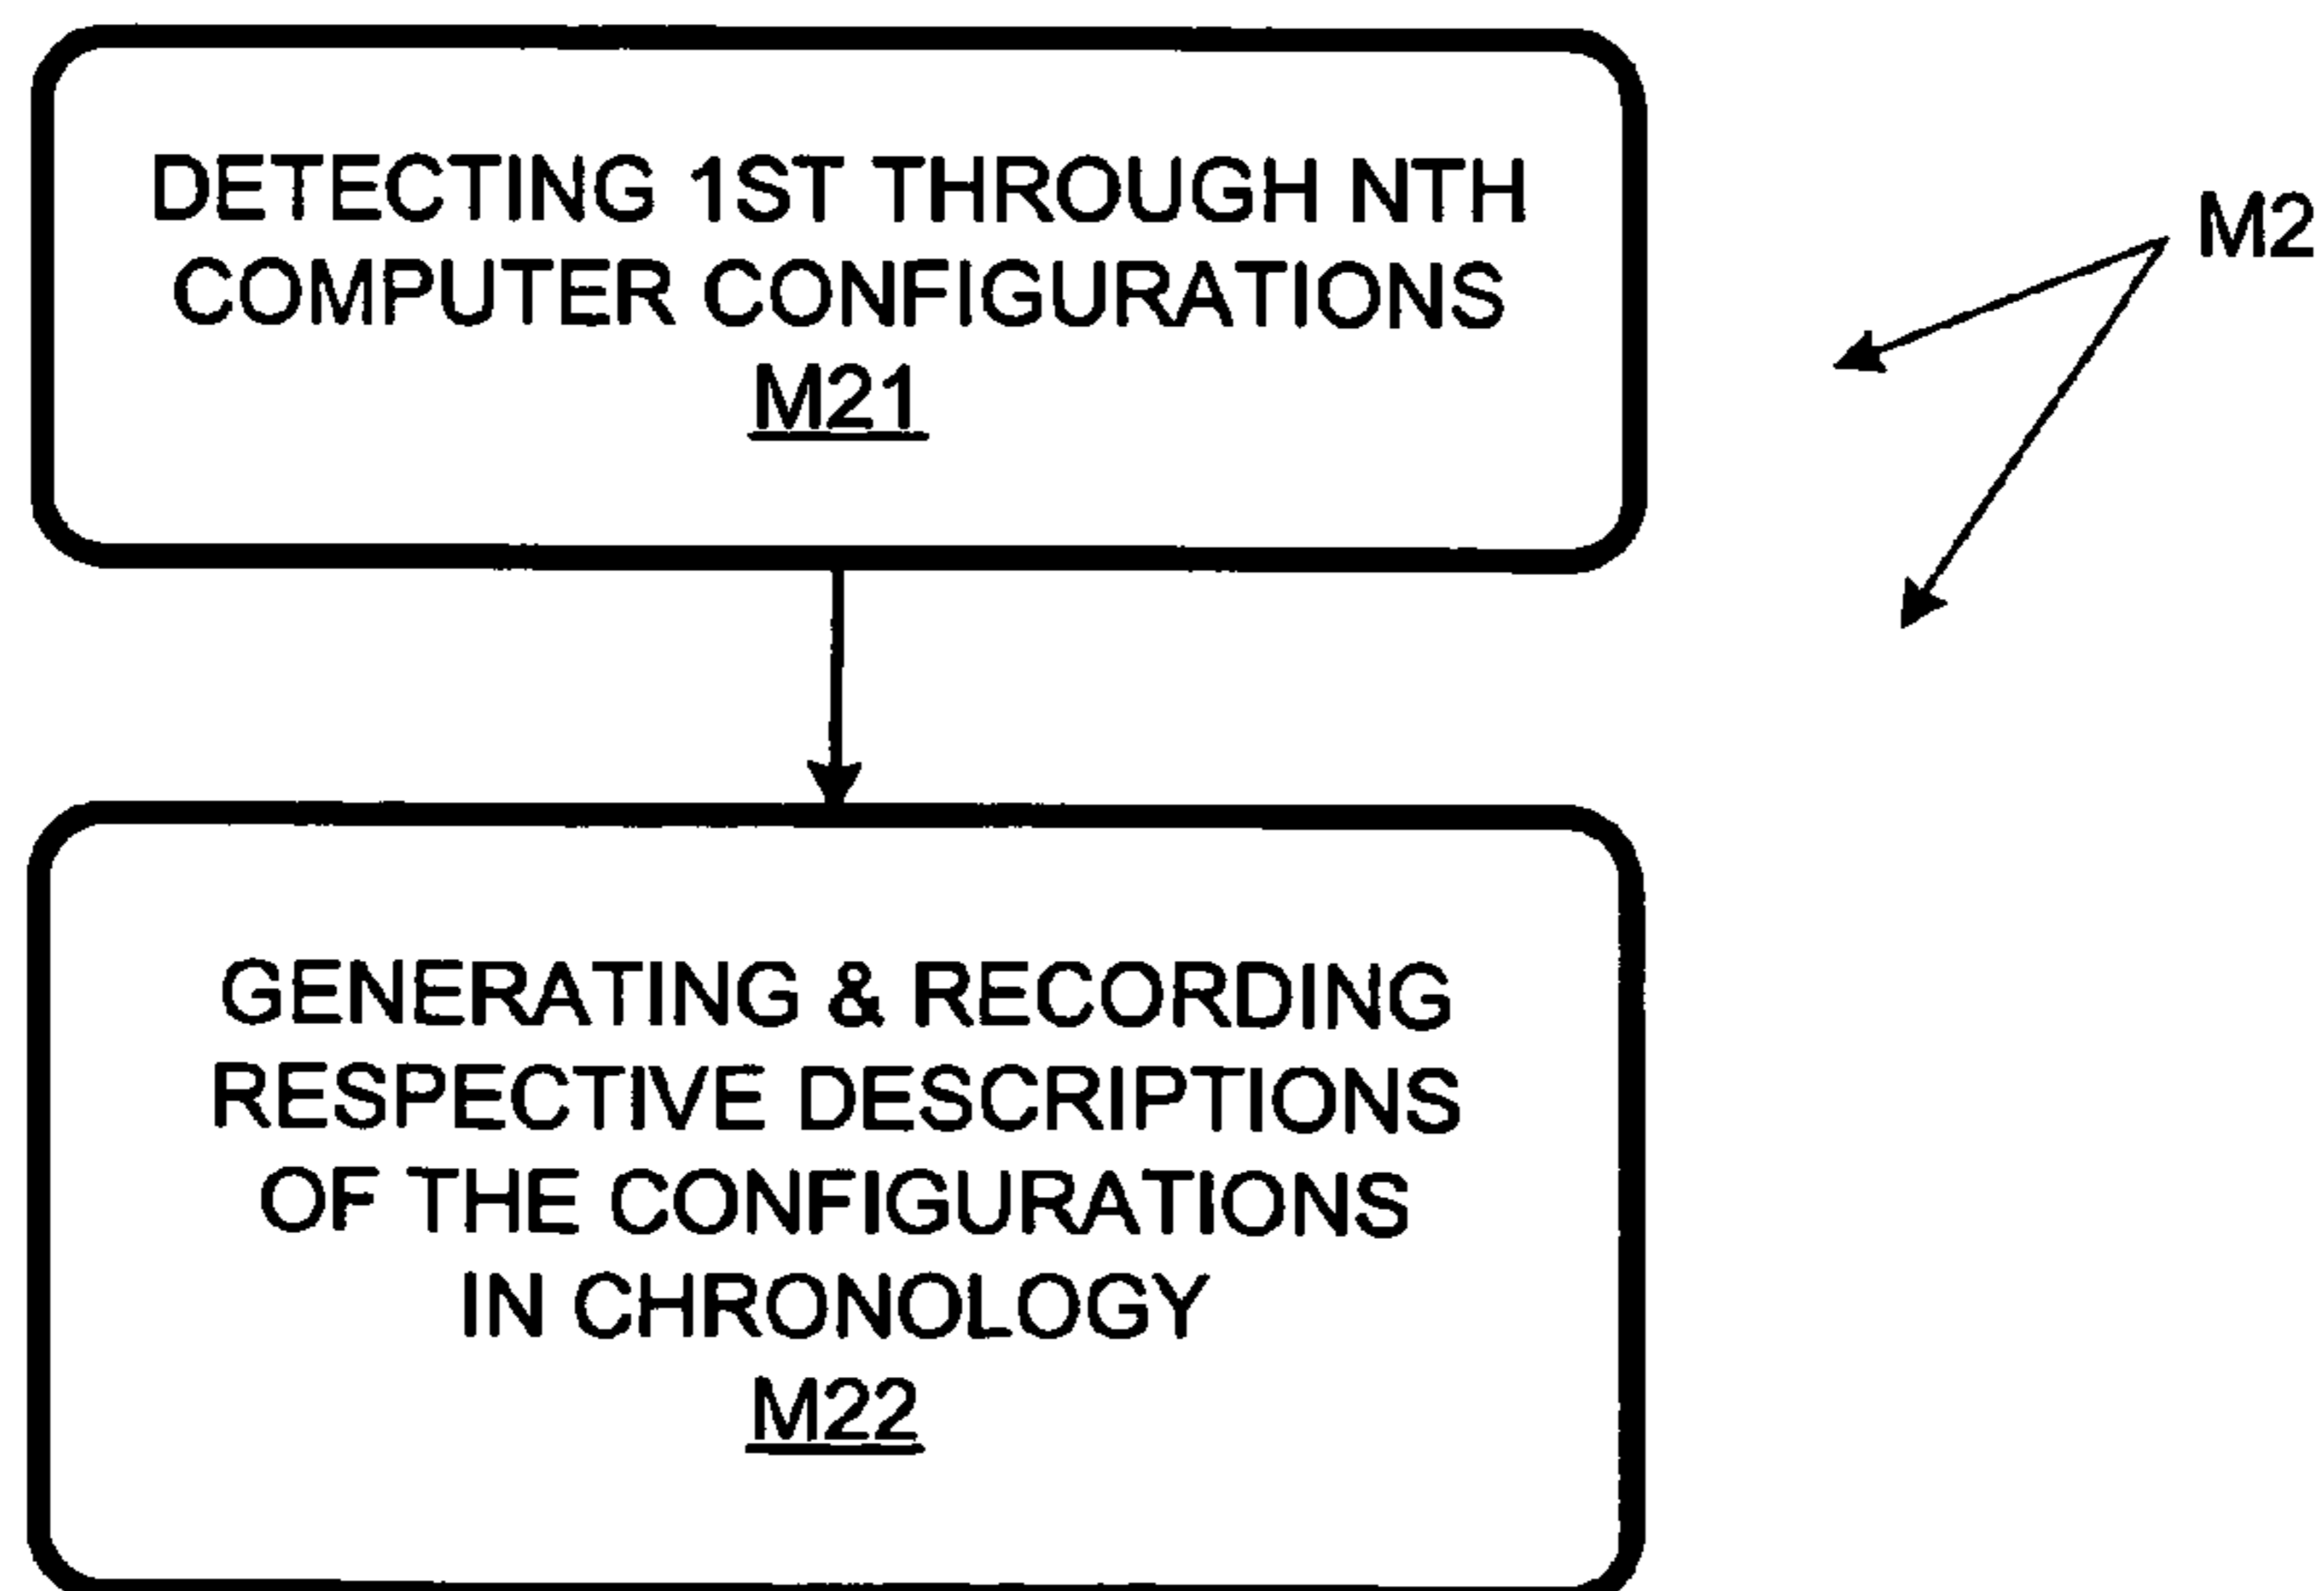 DETECTING 1ST THROUGH NTH
COMPUTER CONFIGURATIONS
M21
M2
GENERATING & RECORDING
RESPECTIVE DESCRIPTIONS
OF THE CONFIGURATIONS
IN CHRONOLOGY
M22